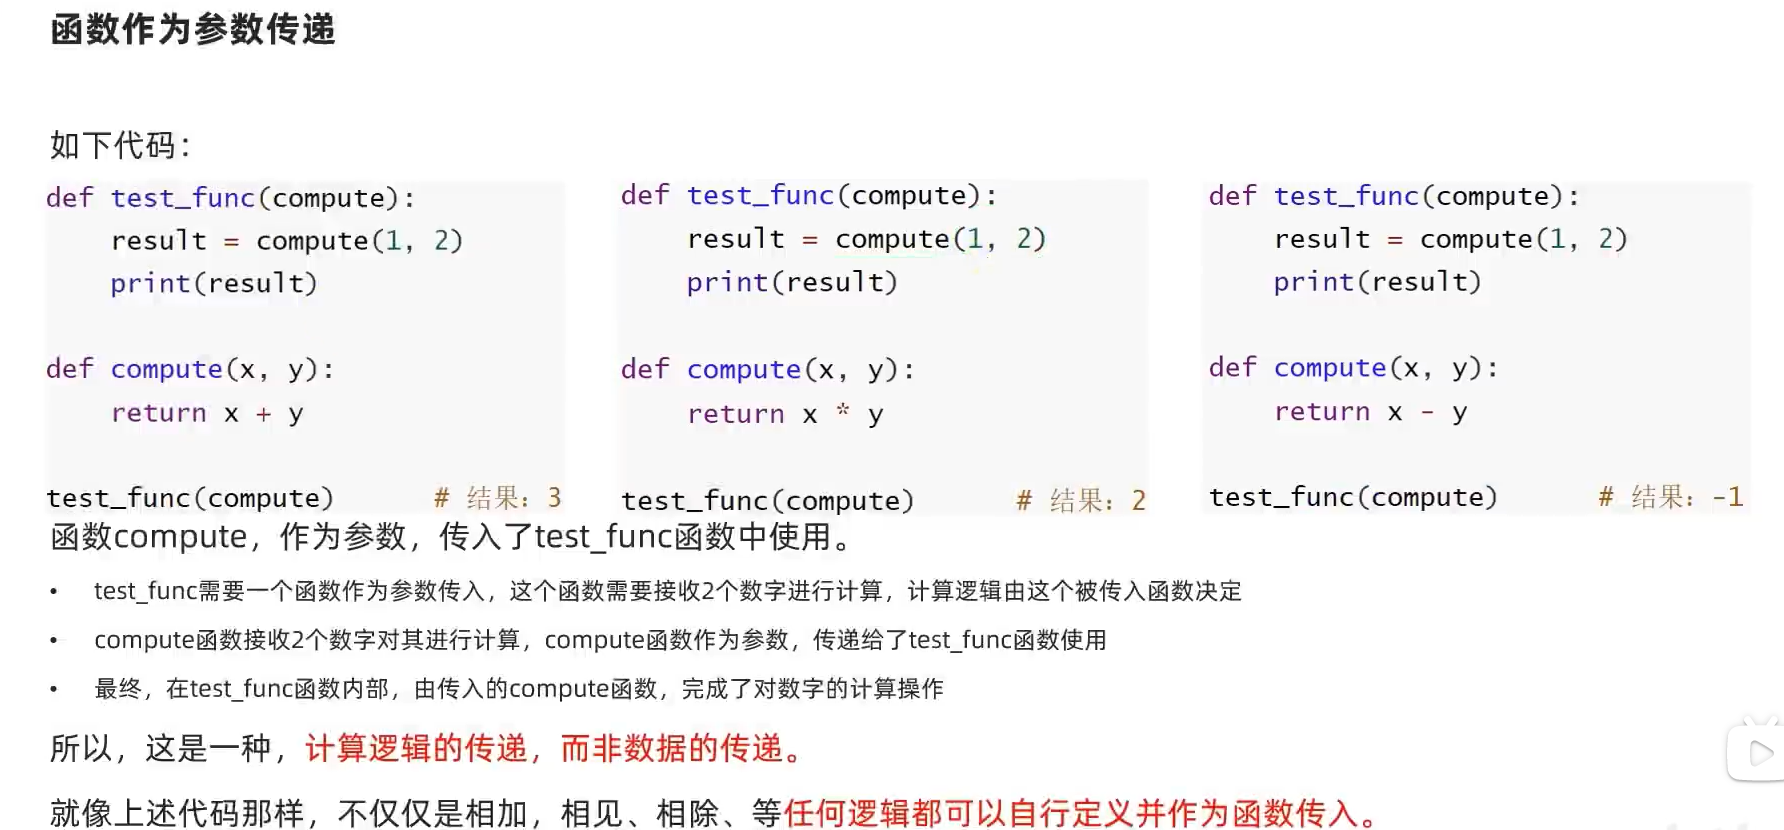 函数作为参数传递
如下代码：
def test_func(compute):
    result = compute(1, 2)
    print(result)
def compute(x, y):
    return x + y
test_func(compute)        # 结果：3
def test_func(compute):
    result = compute(1, 2)
    print(result)
def compute(x, y):
    return x * y
test_func(compute)        # 结果：2
def test_func(compute):
    result = compute(1, 2)
    print(result)
def compute(x, y):
    return x - y
test_func(compute)        # 结果：-1
函数compute，作为参数，传入了test_func函数中使用。
• test_func需要一个函数作为参数传入，这个函数需要接收2个数字进行计算，计算逻辑由这个被传入函数决定
• compute函数接收2个数字对其进行计算，compute函数作为参数，传递给了test_func函数使用
• 最终，在test_func函数内部，由传入的compute函数，完成了对数字的计算操作
所以，这是一种，计算逻辑的传递，而非数据的传递。
就像上述代码那样，不仅仅是相加，相见、相除、等任何逻辑都可以自行定义并作为函数传入。